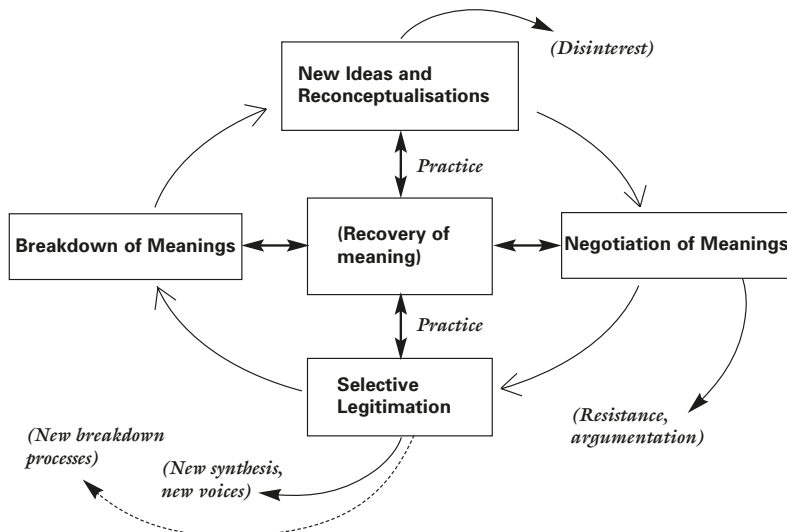 (Disinterest)
New Ideas and
Reconceptualisations
Practice
Breakdown of Meanings
(Recovery of
meaning)
Negotiation of Meanings
Practice
Selective
Legitimation
(Resistance,
argumentation)
(New breakdown
processes)
(New synthesis,
new voices)